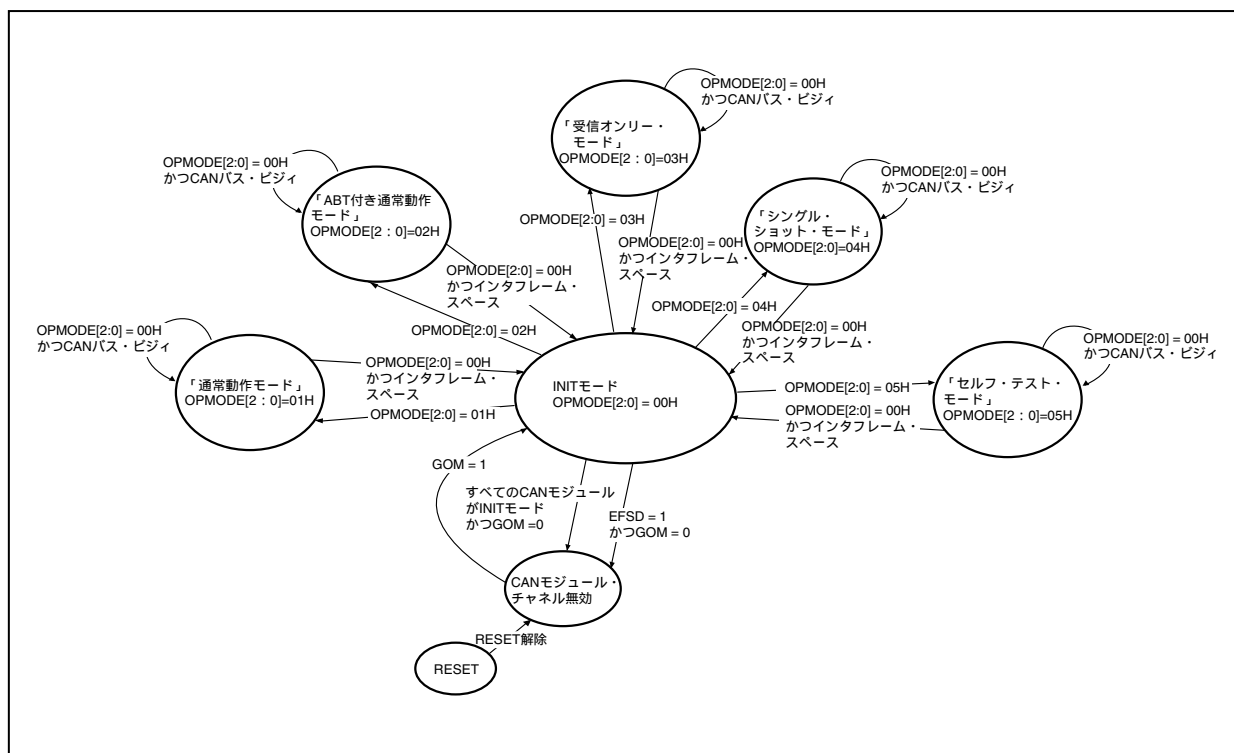 OPMODE[2:0] = 00H
かつCANバス・ビジィ
「受信オンリー・
モード」
OPMODE[2：0]=03H
OPMODE[2:0] = 00H
かつCANバス・ビジィ
「ABT付き通常動作
モード」
OPMODE[2：0]=02H
OPMODE[2:0] = 00H
かつCANバス・ビジィ
「シングル・
ショット・モード」
OPMODE[2:0]=04H
OPMODE[2:0] = 03H
OPMODE[2:0] = 00H
かつインタフレーム・
スペース
OPMODE[2:0] = 00H
かつインタフレーム・
スペース
OPMODE[2:0] = 04H
OPMODE[2:0] = 02H
OPMODE[2:0] = 00H
かつインタフレーム・
スペース
OPMODE[2:0] = 00H
かつCANバス・ビジィ
「通常動作モード」
OPMODE[2：0]=01H
OPMODE[2:0] = 00H
かつインタフレーム・
スペース
OPMODE[2:0] = 01H
INITモード
OPMODE[2:0] = 00H
OPMODE[2:0] = 05H
OPMODE[2:0] = 00H
かつインタフレーム・
スペース
OPMODE[2:0] = 00H
かつCANバス・ビジィ
「セルフ・テスト・
モード」
OPMODE[2：0]=05H
GOM = 1
すべてのCANモジュール
がINITモード
かつGOM =0
EFSD = 1
かつGOM = 0
CANモジュール・
チャネル無効
RESET解除
RESET